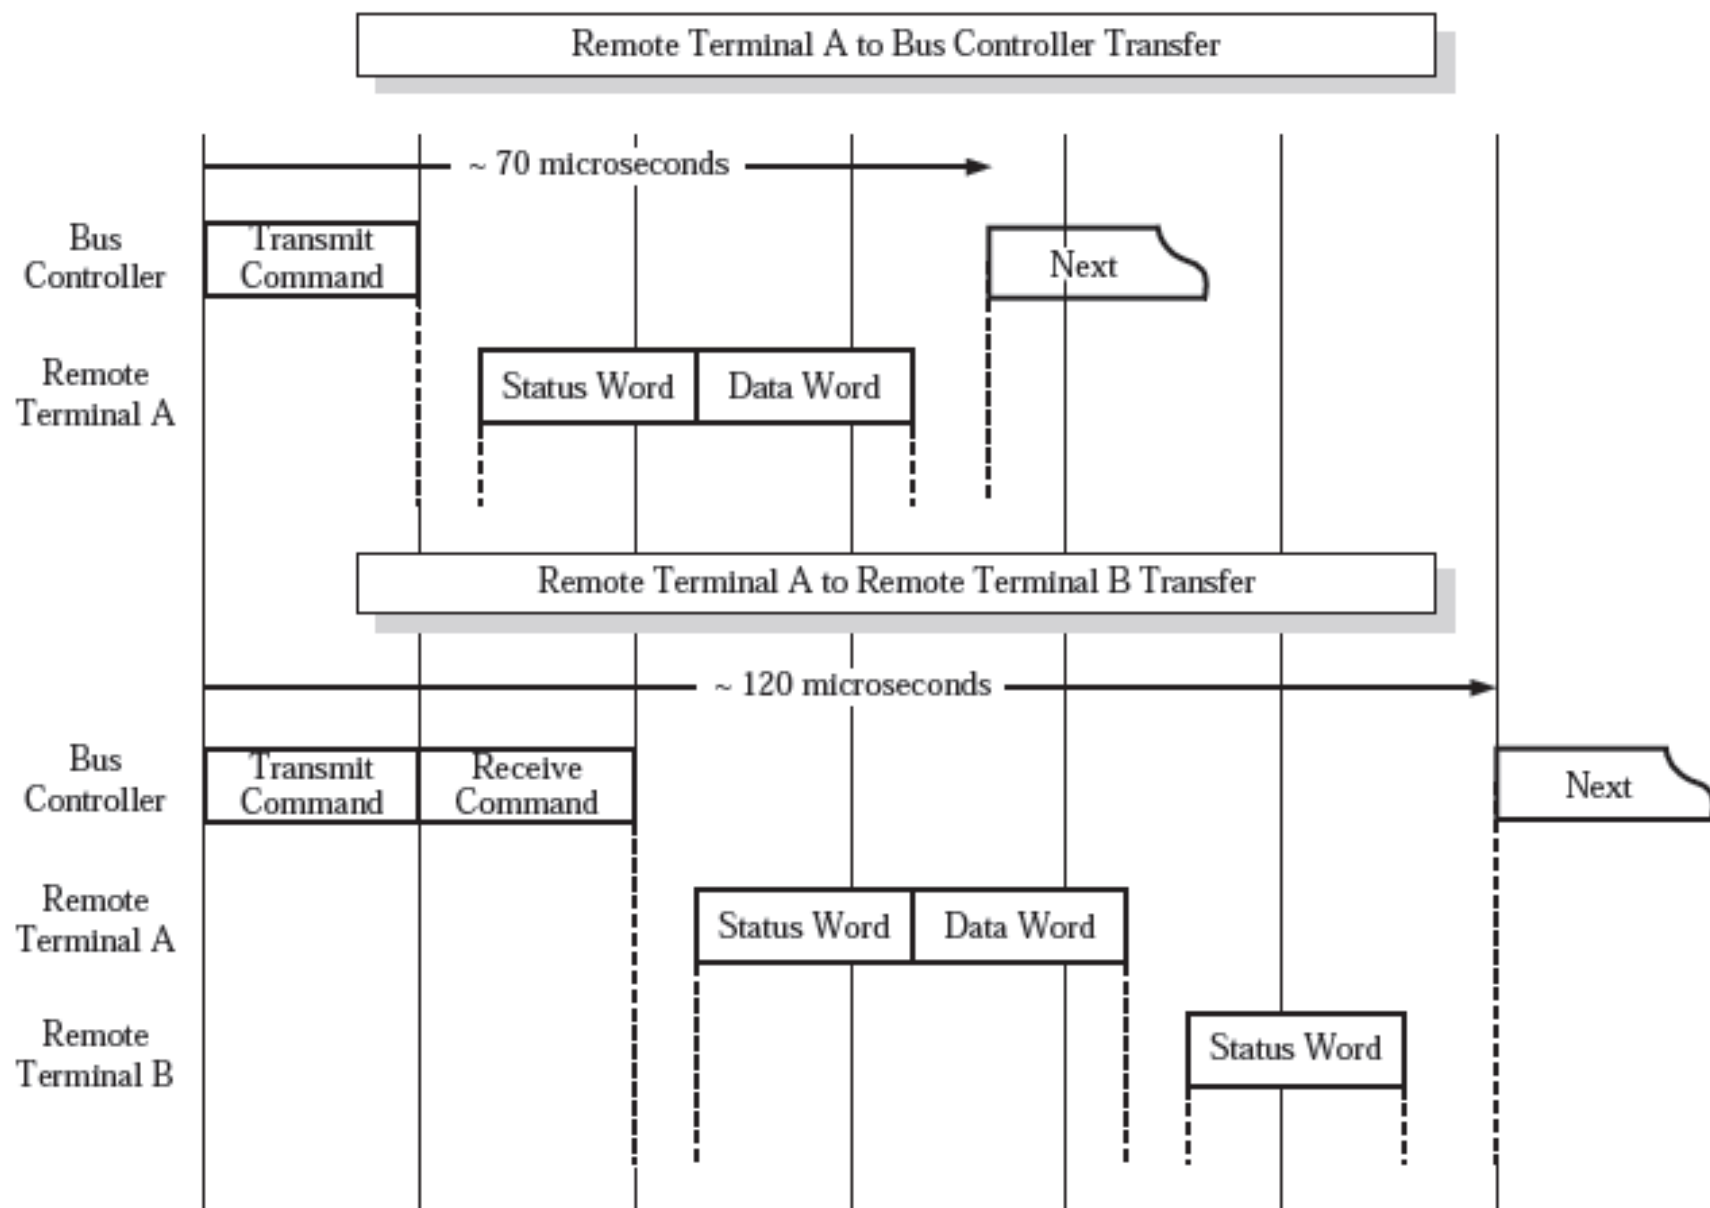 Remote Terminal A to Bus Controller Transfer
~ 70 microseconds
Bus
Controller
Transmit
Command
Next
Remote
Terminal A
Status Word
Data Word
Remote Terminal A to Remote Terminal B Transfer
~ 120 microseconds
Bus
Controller
Transmit
Command
Receive
Command
Next
Remote
Terminal A
Status Word
Data Word
Remote
Terminal B
Status Word